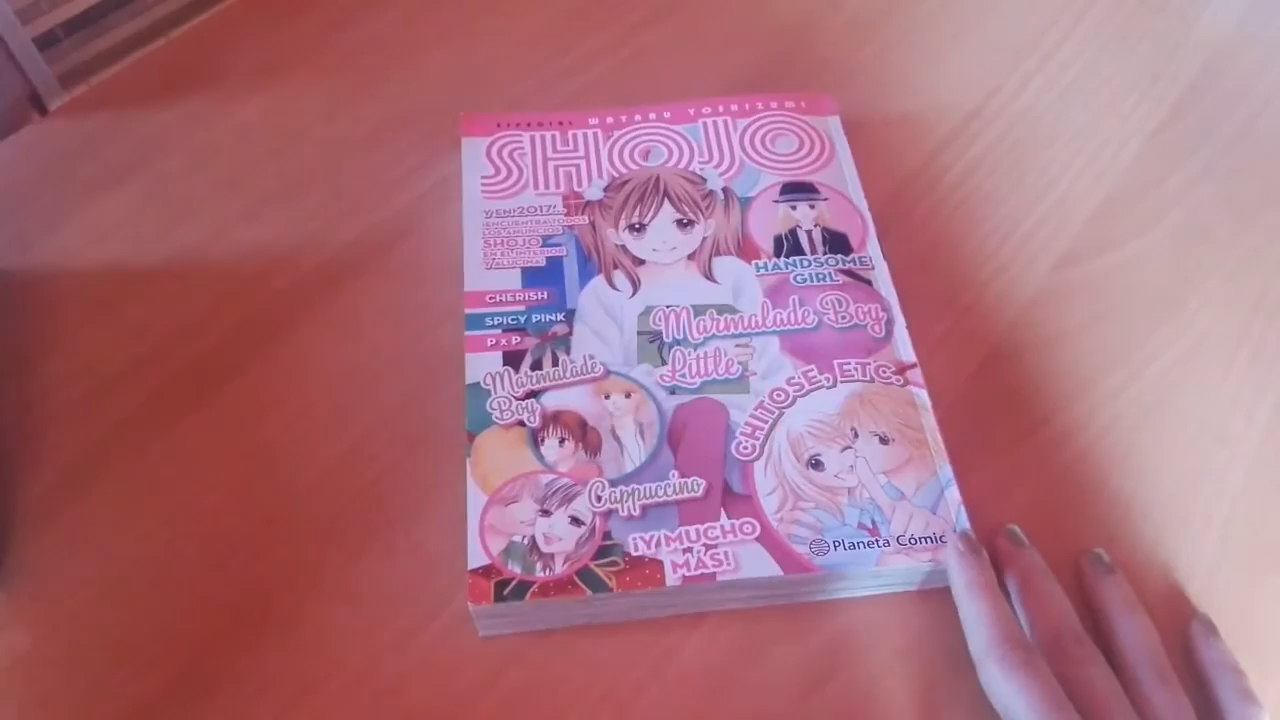 ESPECIAL WATARU YOSHIZUMI
SHOJO
Y EN 2017...
ENCUENTRA TODOS
LOS ANUNCIOS
SHOJO
EN EL INTERIOR
Y ALUCINA!
HANDSOME
GIRL
CHERISH
SPICY PINK
P x P
Marmalade Boy
Little
Marmalade
Boy
CHITOSE, ETC.
Cappuccino
¡Y MUCHO
MÁS!
Planeta Cómic